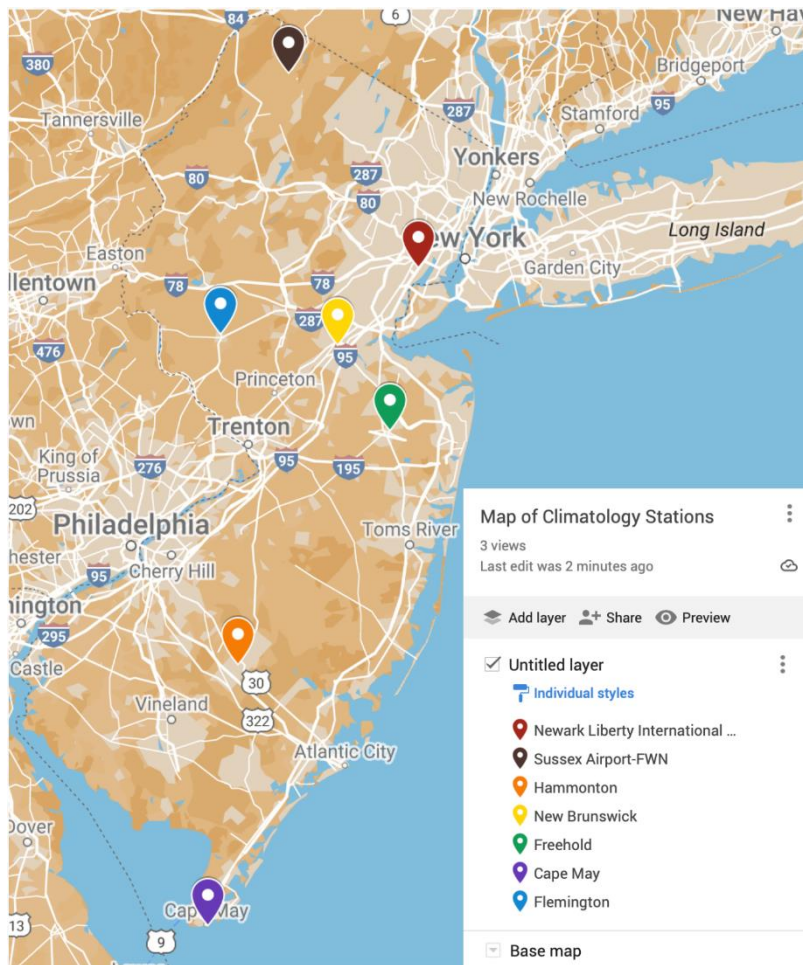 84
6
New Hav
380
Bridgeport
287
95
Stamford
Tannersville
Yonkers
80
287
New Rochelle
80
Long Island
ew York
Easton
Garden City
78
78
llentown
287
95
476
Princeton
own
Trenton
King of
Prussia
276
95
195
202
Philadelphia
Toms River
hester
Cherry Hill
95
nington
295
Castle
30
Vineland
322
Atlantic City
Dover
Cape May
13
9
Map of Climatology Stations
3 views
Last edit was 2 minutes ago
Add layer Share Preview
Untitled layer
Individual styles
Newark Liberty International ...
Sussex Airport-FWN
Hammonton
New Brunswick
Freehold
Cape May
Flemington
Base map